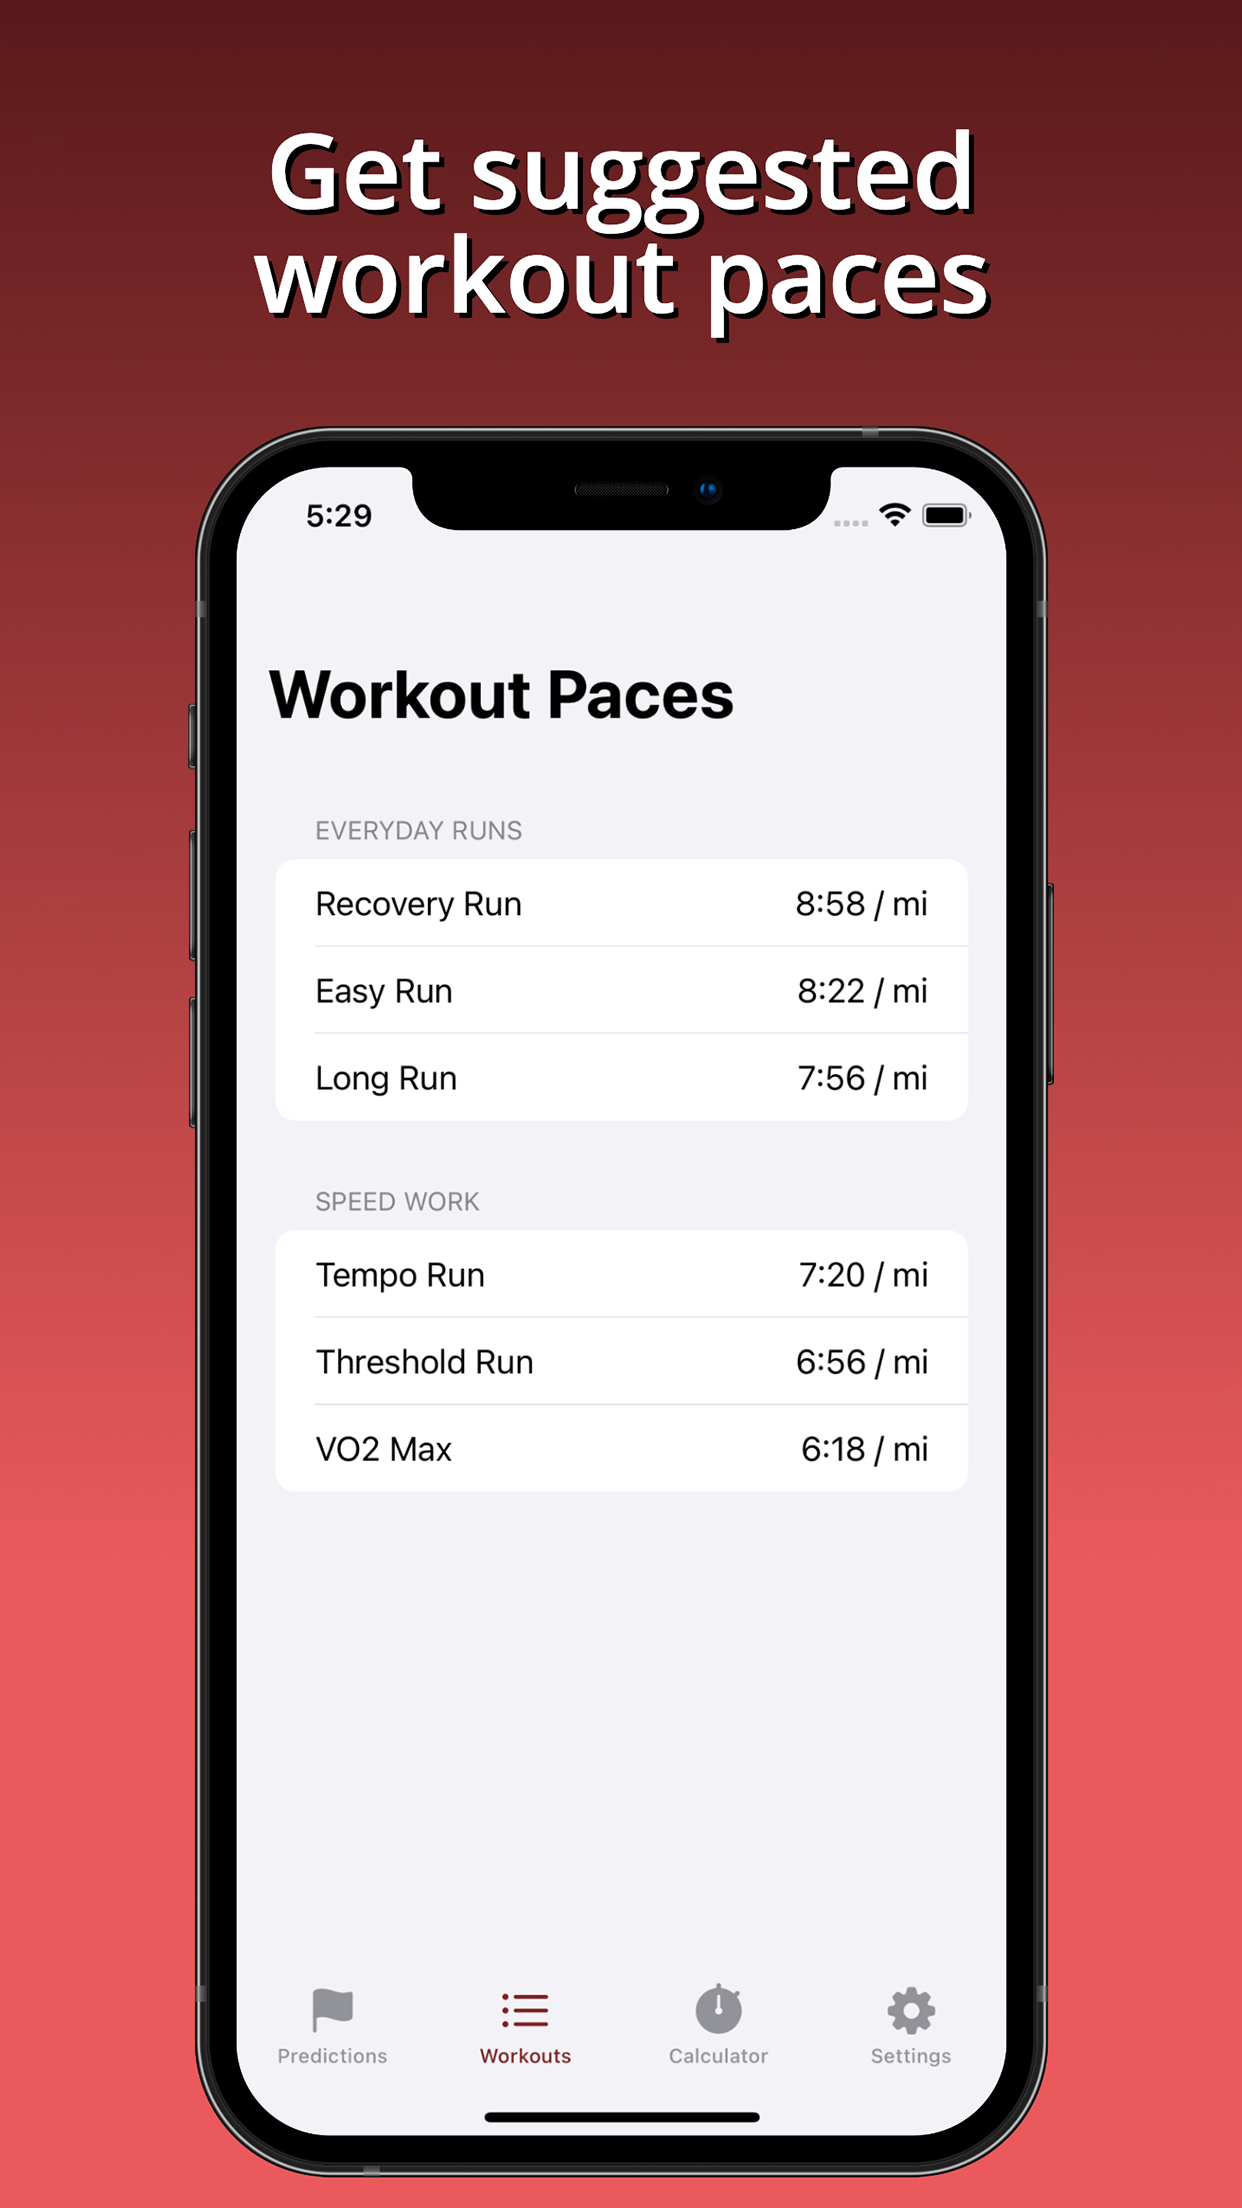 Get suggested
workout paces
5:29
Workout Paces
EVERYDAY RUNS
Recovery Run 8:58 / mi
Easy Run 8:22 / mi
Long Run 7:56 / mi
SPEED WORK
Tempo Run 7:20 / mi
Threshold Run 6:56 / mi
VO2 Max 6:18 / mi
Predictions Workouts Calculator Settings